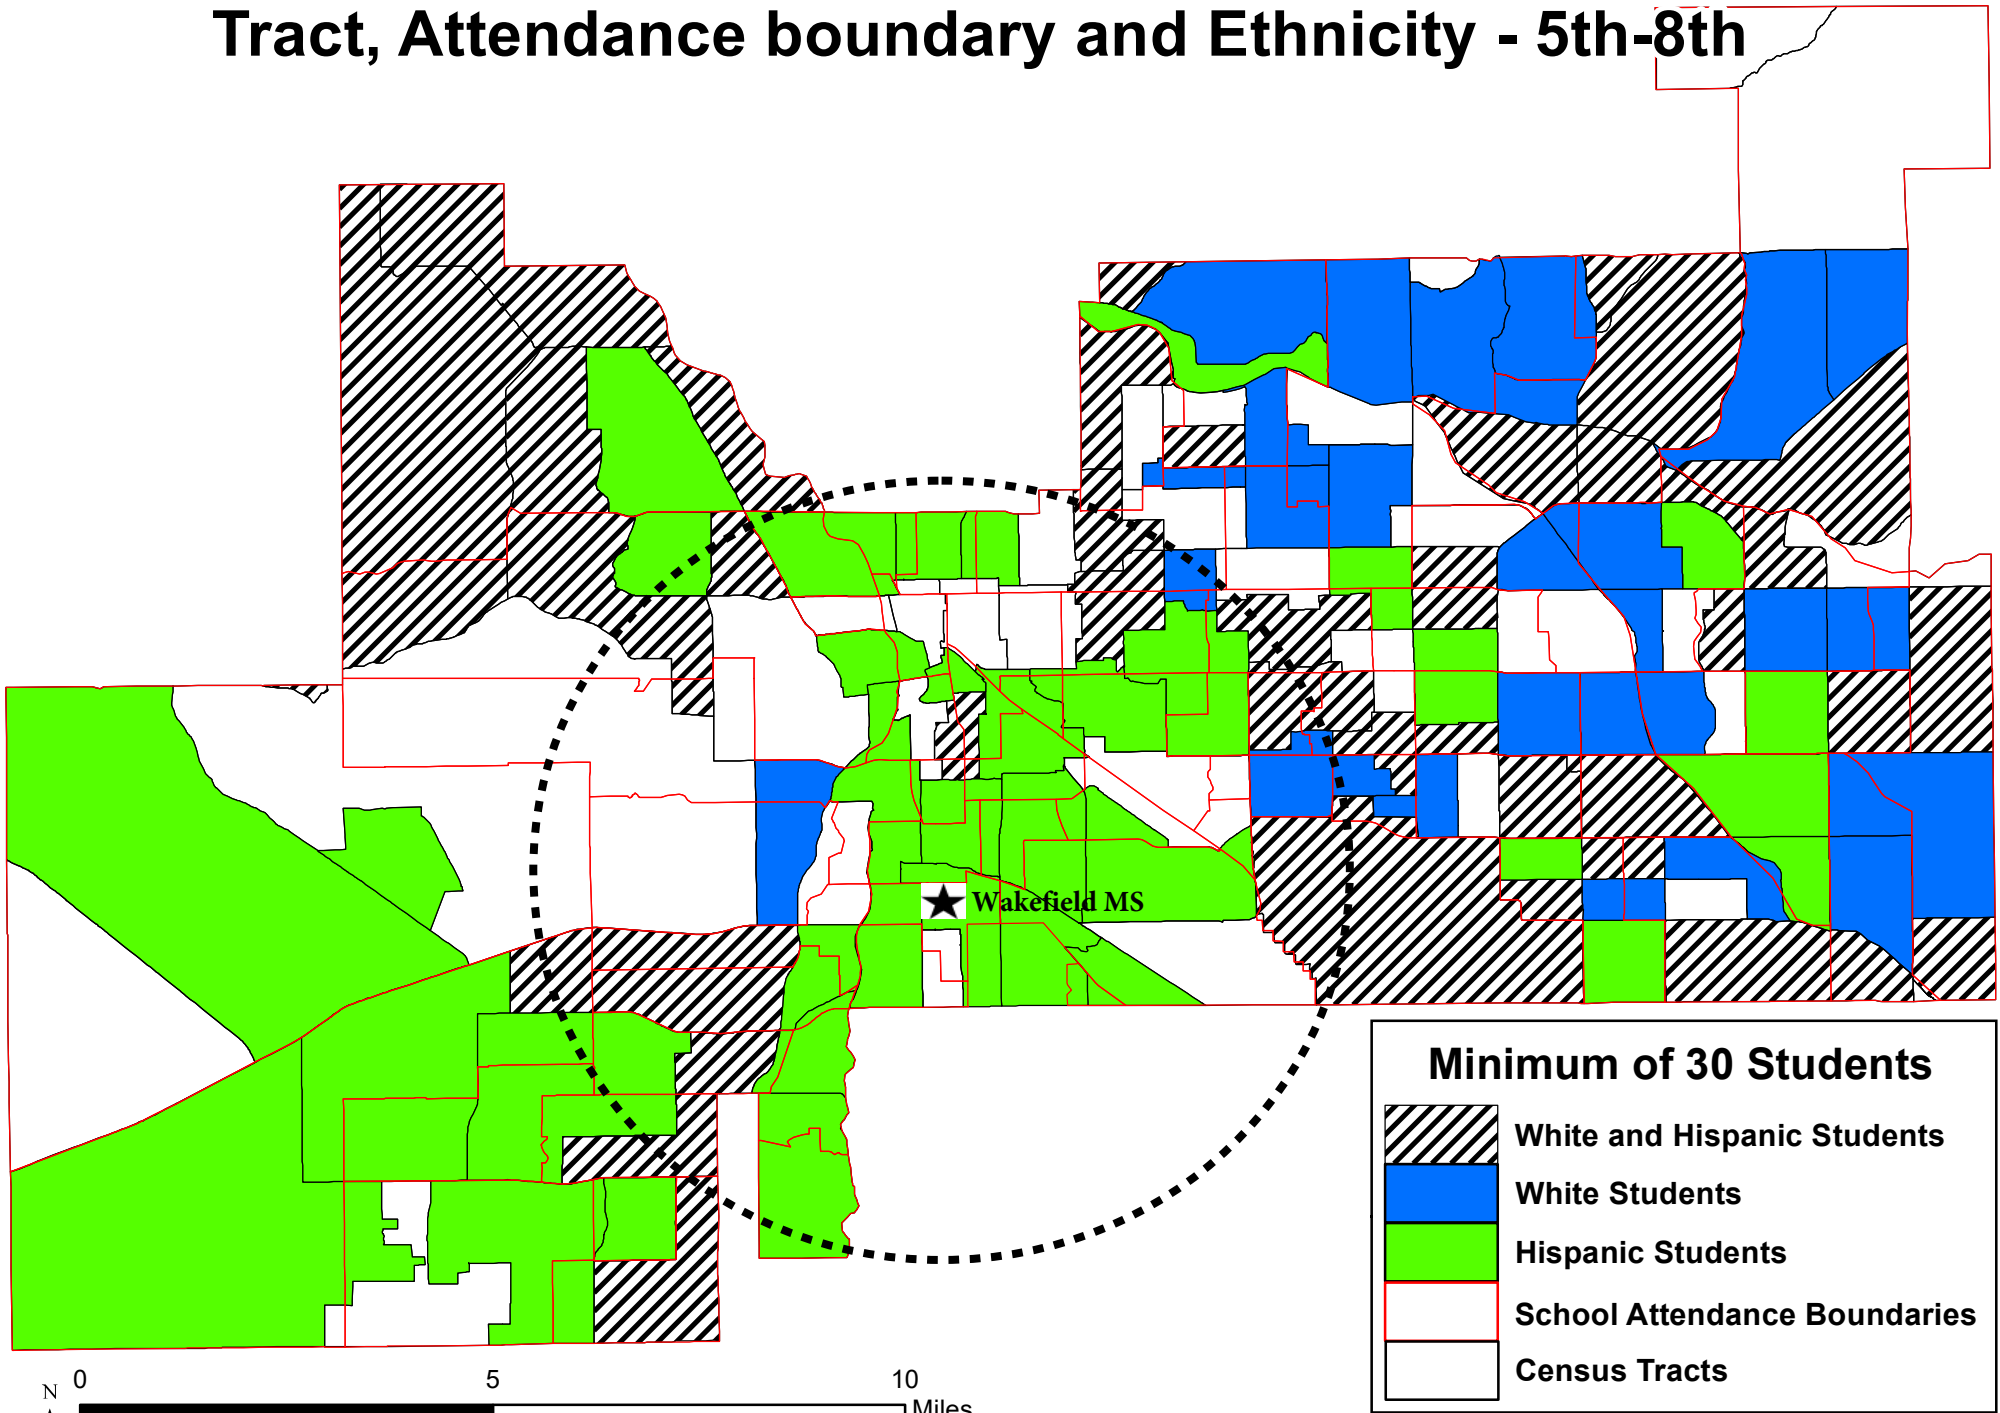 Tract, Attendance boundary and Ethnicity - 5th-8th
Wakefield MS
Minimum of 30 Students
White and Hispanic Students
White Students
Hispanic Students
School Attendance Boundaries
Census Tracts
N
0 5 10
Miles